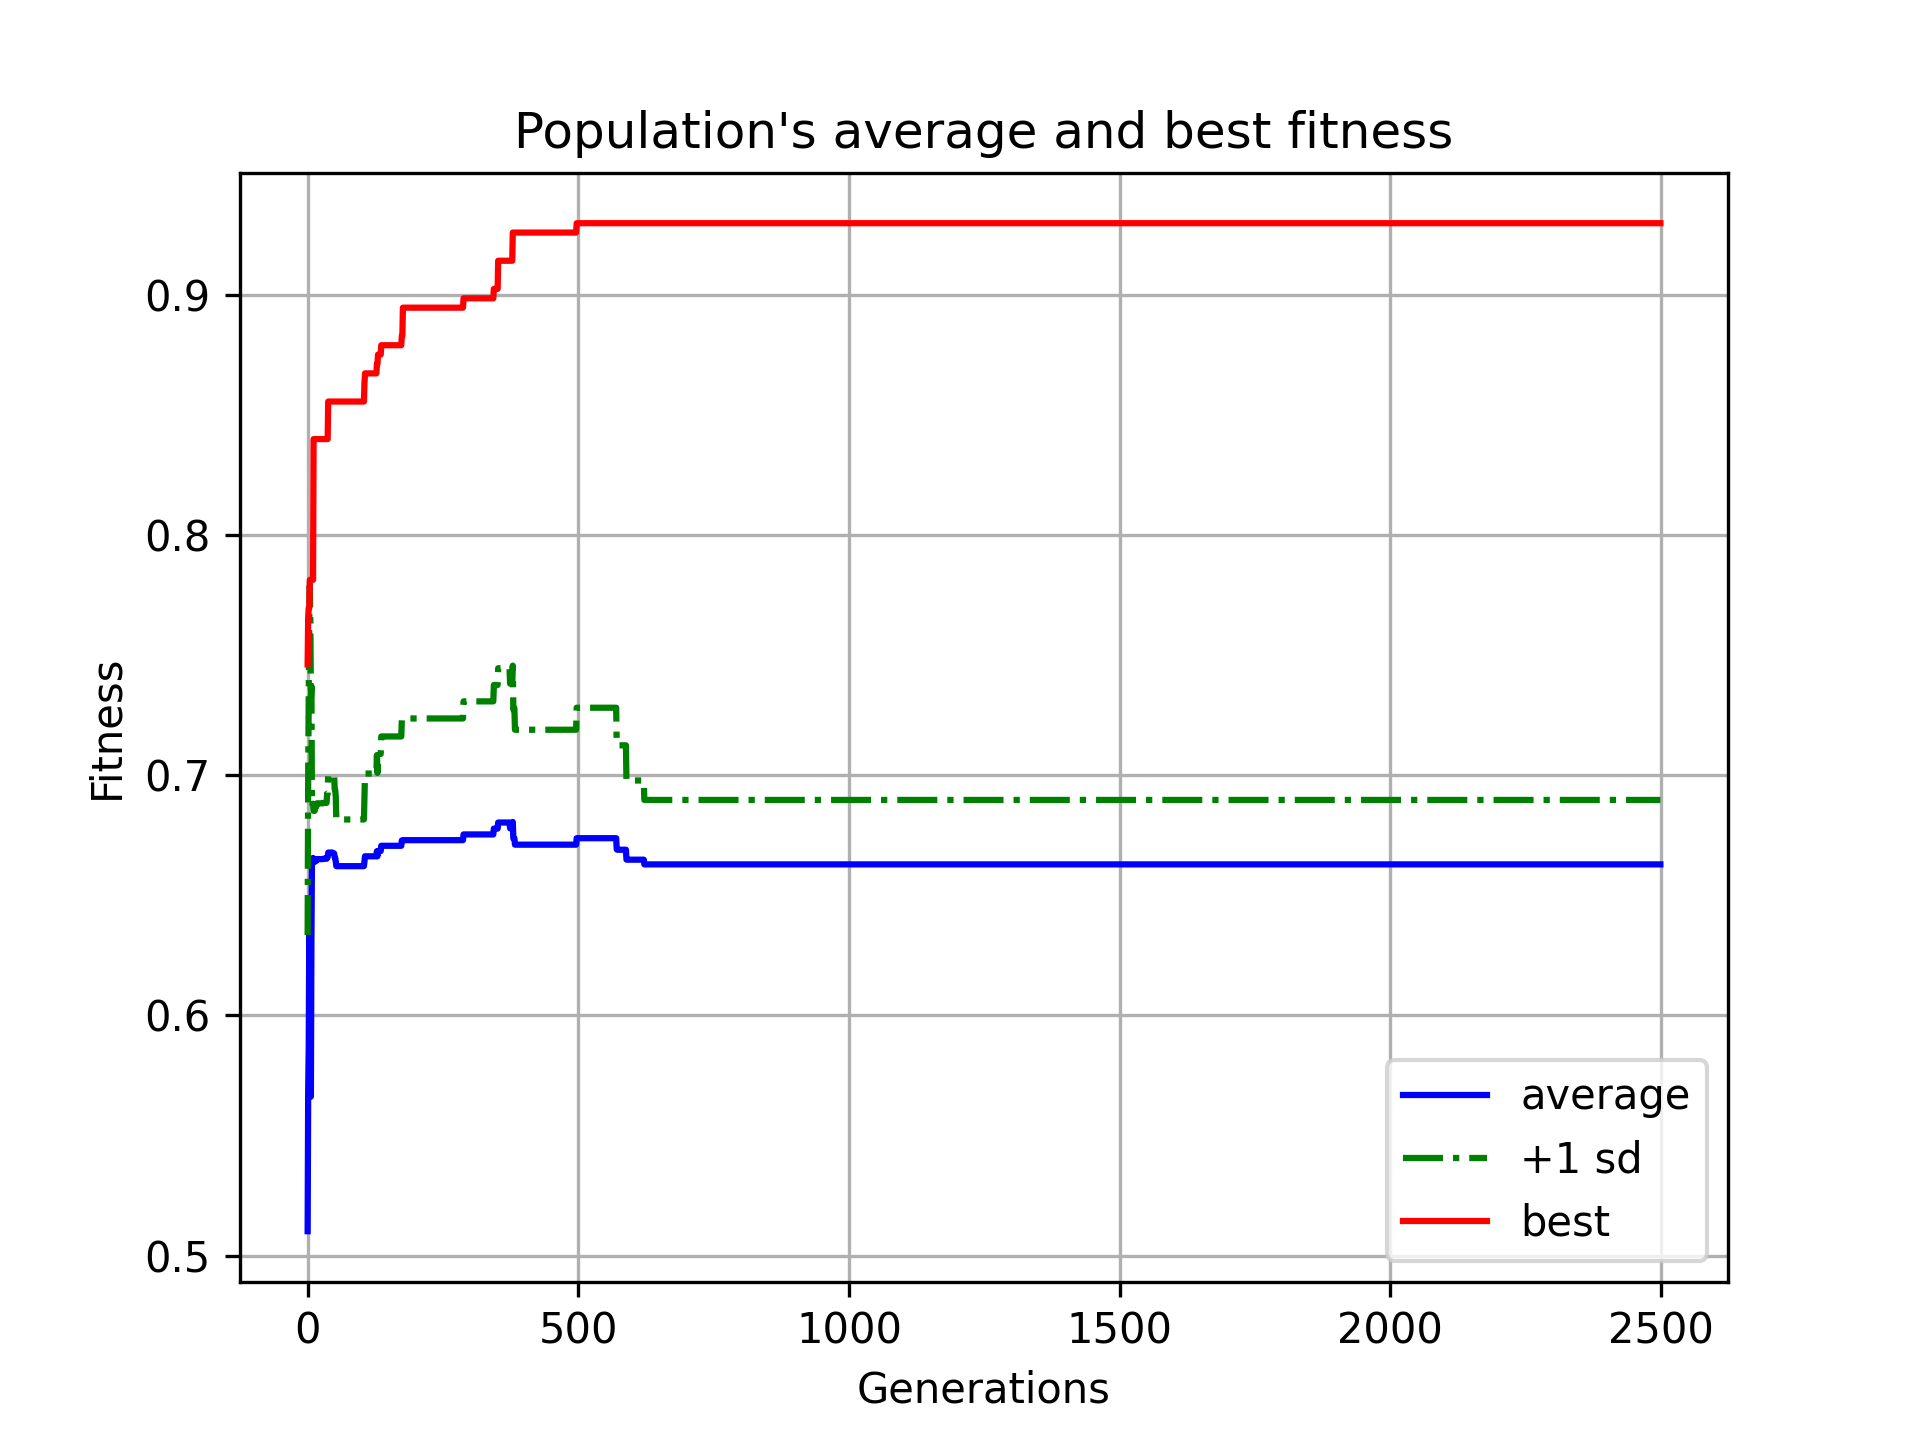 Population's average and best fitness
Fitness
0.9
0.8
0.7
0.6
0.5
0 500 1000 1500 2000 2500
Generations
average
+1 sd
best